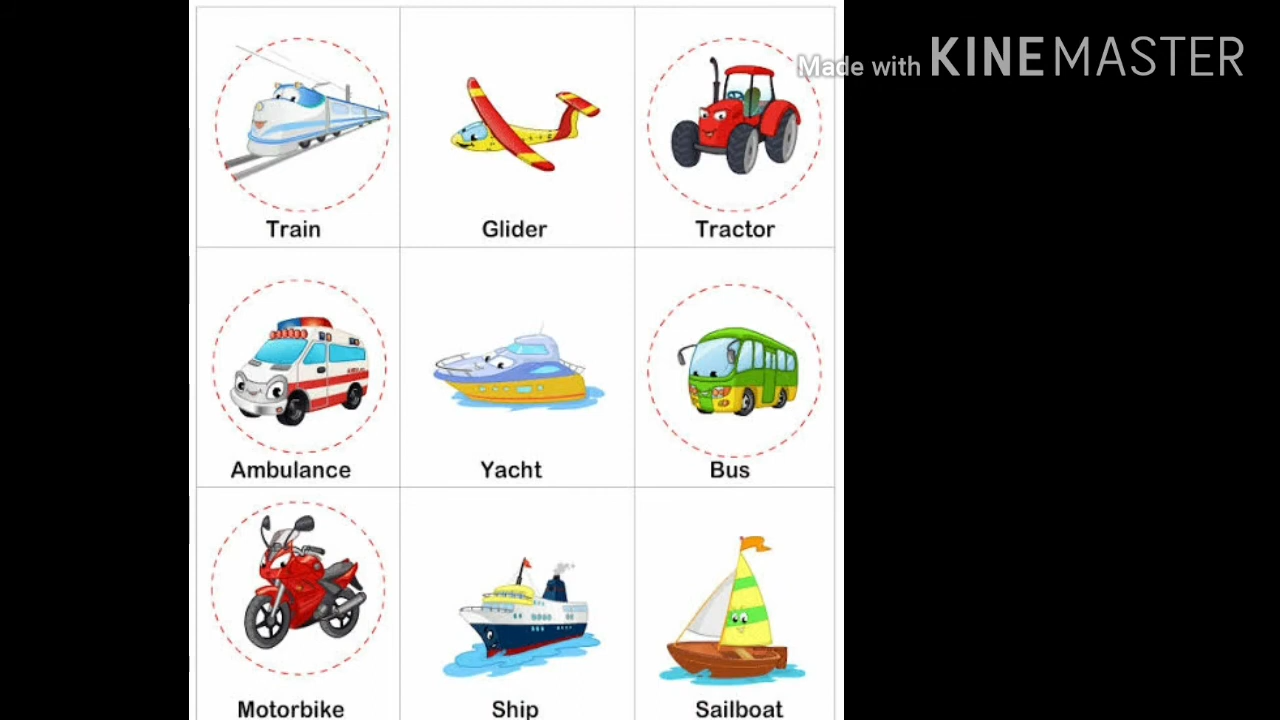 Made with KINEMASTER
Train Glider Tractor
Ambulance Yacht Bus
Motorbike Ship Sailboat